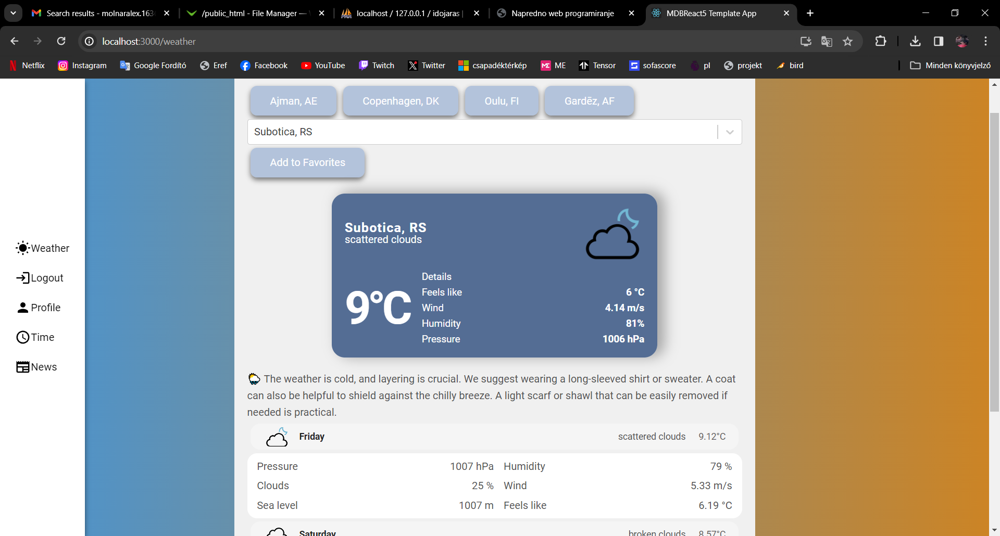 Search results - molnaralex.163
/public_html - File Manager —
localhost / 127.0.0.1 / idojaras |
Napredno web programiranje
MDBReact5 Template App
localhost:3000/weather
Netflix
Instagram
Google Fordító
Eref
Facebook
YouTube
Twitch
Twitter
csapadéktérkép
ME
Tensor
sofascore
pl
projekt
bird
Minden könyvjelző
Weather
Logout
Profile
Time
News
Ajman, AE
Copenhagen, DK
Oulu, FI
Gardēz, AF
Subotica, RS
Add to Favorites
Subotica, RS
scattered clouds
9°C
Details
Feels like 6 °C
Wind 4.14 m/s
Humidity 81%
Pressure 1006 hPa
The weather is cold, and layering is crucial. We suggest wearing a long-sleeved shirt or sweater. A coat
can also be helpful to shield against the chilly breeze. A light scarf or shawl that can be easily removed if
needed is practical.
Friday scattered clouds 9.12°C
Pressure 1007 hPa Humidity 79 %
Clouds 25 % Wind 5.33 m/s
Sea level 1007 m Feels like 6.19 °C
Saturday broken clouds 8.57°C